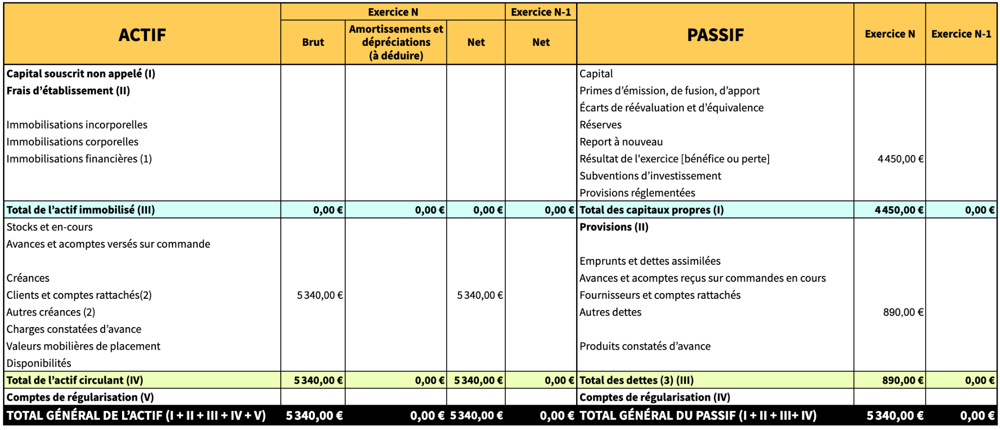 ACTIF Exercice N Exercice N-1 PASSIF Exercice N Exercice N-1
Brut Amortissements et dépréciations (à déduire) Net Net
Capital souscrit non appelé (I) Capital
Frais d’établissement (II) Primes d’émission, de fusion, d’apport
Écarts de réévaluation et d’équivalence
Immobilisations incorporelles Réserves
Immobilisations corporelles Report à nouveau
Immobilisations financières (1) Résultat de l'exercice [bénéfice ou perte] 4 450,00 €
Subventions d’investissement
Provisions réglementées
Total de l’actif immobilisé (III) 0,00 € 0,00 € 0,00 € 0,00 € Total des capitaux propres (I) 4 450,00 € 0,00 €
Stocks et en-cours Provisions (II)
Avances et acomptes versés sur commande
Emprunts et dettes assimilées
Créances Avances et acomptes reçus sur commandes en cours
Clients et comptes rattachés(2) 5 340,00 € 5 340,00 € Fournisseurs et comptes rattachés
Autres créances (2) Autres dettes 890,00 €
Charges constatées d’avance
Valeurs mobilières de placement Produits constatés d’avance
Disponibilités
Total de l’actif circulant (IV) 5 340,00 € 0,00 € 5 340,00 € 0,00 € Total des dettes (3) (III) 890,00 € 0,00 €
Comptes de régularisation (V) Comptes de régularisation (IV)
TOTAL GÉNÉRAL DE L’ACTIF (I + II + III + IV + V) 5 340,00 € 0,00 € 5 340,00 € 0,00 € TOTAL GÉNÉRAL DU PASSIF (I + II + III+ IV) 5 340,00 € 0,00 €